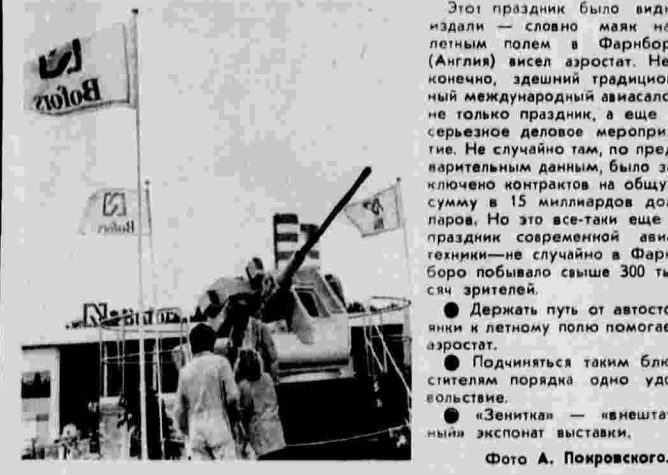 Bofors
Bofors
Этот праздник было видн
издали — словно маяк на
летным полем в Фарнбор
(Англия) висел аэростат. Не
конечно, здешний традицион
ный международный авиасало
не только праздник, а еще
серьезное деловое мероприя
тие. Не случайно там, по пред
варительным данным, было за
ключено контрактов на общу
сумму в 15 миллиардов дол
ларов. Но это все-таки еще
праздник современной авиа
техники—не случайно в Фарн
боро побывало свыше 300 ты
сяч зрителей.
● Держать путь от автосто
янки к летному полю помогае
аэростат.
● Подчиняться таким блю
стителям порядка одно удо
вольствие.
● «Зенитка» — «внештат
ный» экспонат выставки.
Фото А. Покровского.